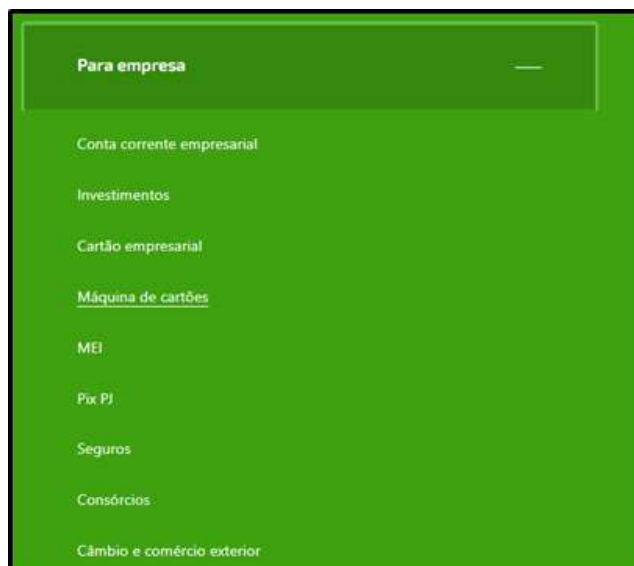 Para empresa
Conta corrente empresarial
Investimentos
Cartão empresarial
Máquina de cartões
MEI
Pix PJ
Seguros
Consórcios
Câmbio e comércio exterior